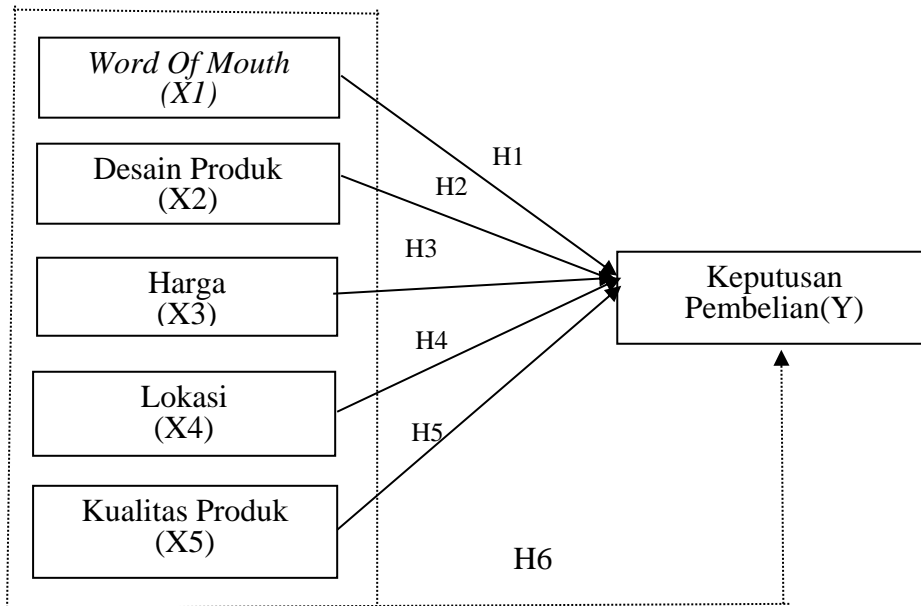 Word Of Mouth
(X1)
Desain Produk
(X2)
Harga
(X3)
Lokasi
(X4)
Kualitas Produk
(X5)
H1
H2
H3
H4
H5
H6
Keputusan
Pembelian(Y)